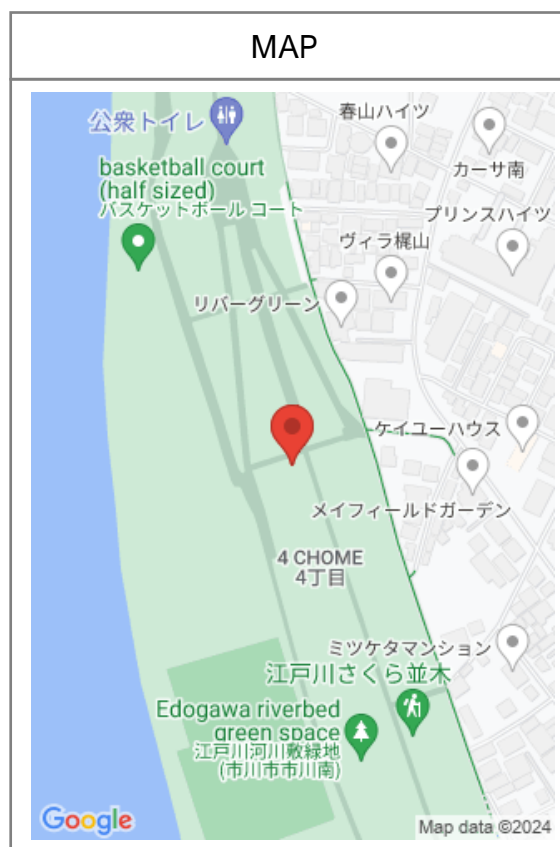 MAP
公衆トイレ
春山ハイツ
カーサ南
basketball court
(half sized)
バスケットボール コート
プリンスハイツ
ヴィラ梶山
リバーグリーン
ケイユーハウス
メイフィールドガーデン
4 CHOME
4丁目
ミツケタマンション
江戸川さくら並木
Edogawa riverbed
green space
江戸川河川敷緑地
(市川市市川南)
Google
Map data ©2024